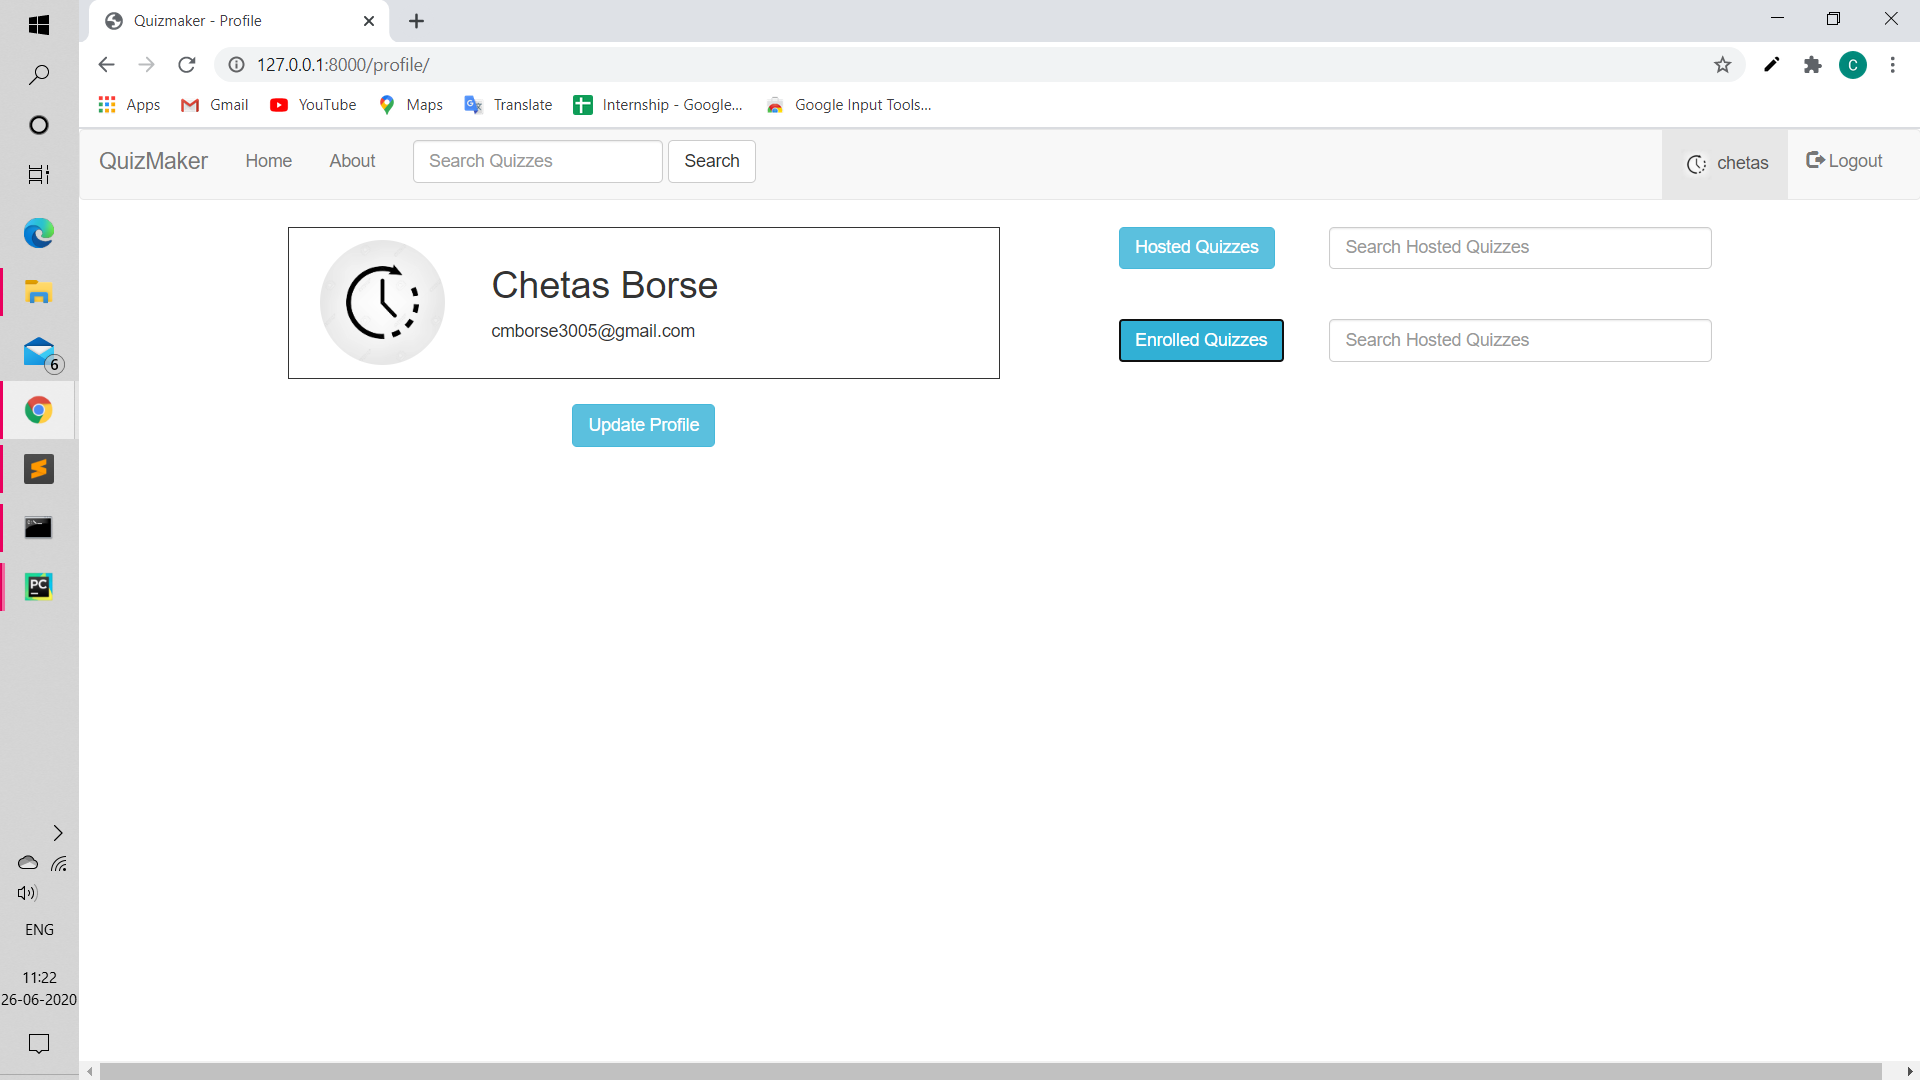 Quizmaker - Profile
127.0.0.1:8000/profile/
C
Apps
Gmail
YouTube
Maps
Translate
Internship - Google...
Google Input Tools...
QuizMaker
Home
About
Search Quizzes
Search
chetas
Logout
Chetas Borse
cmborse3005@gmail.com
Update Profile
Hosted Quizzes
Search Hosted Quizzes
Enrolled Quizzes
Search Hosted Quizzes
6
PC
ENG
11:22
26-06-2020